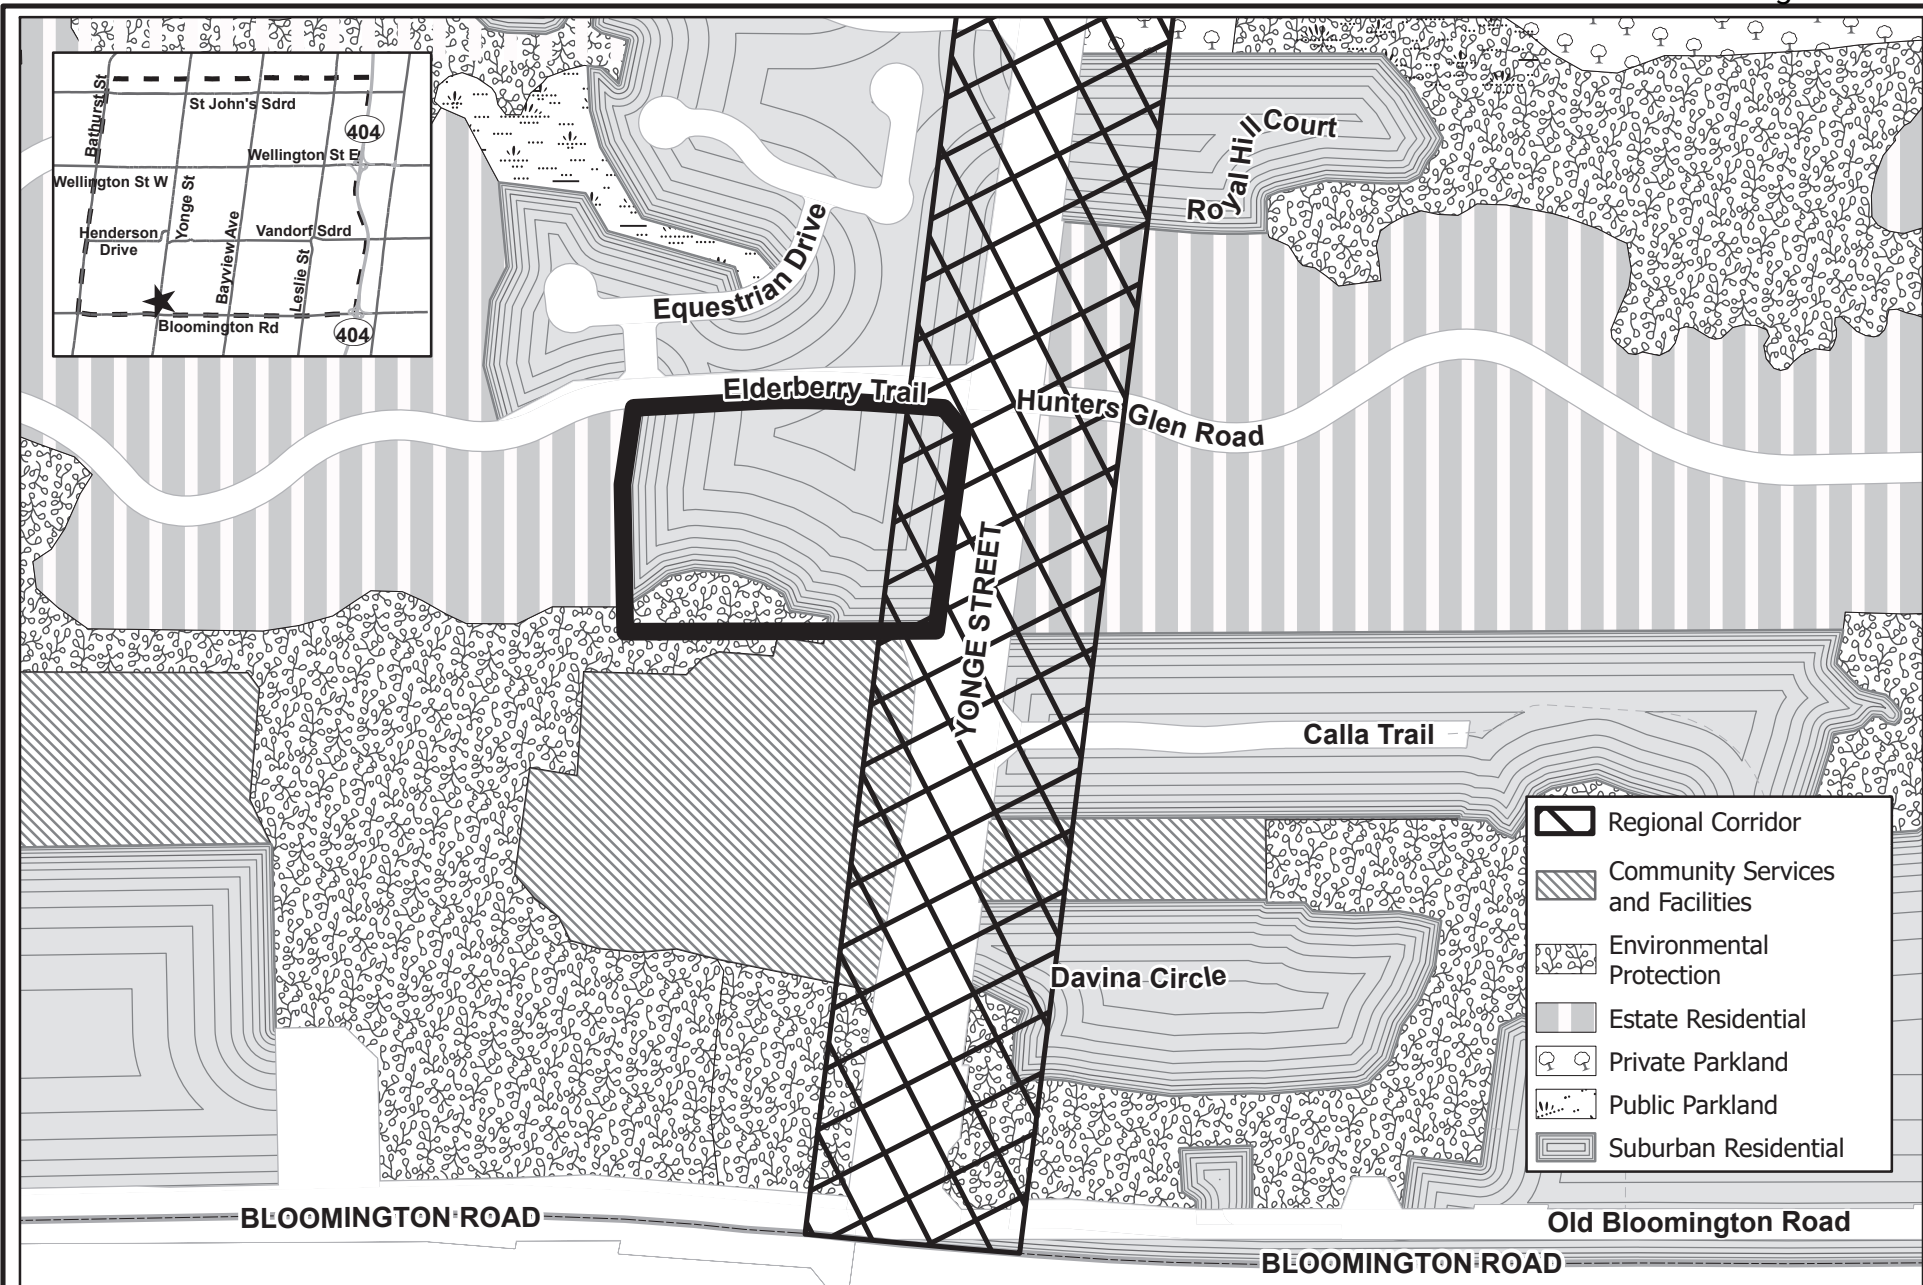 Bathurst St
St John's Sdrd
404
Wellington St E
Wellington St W
Yonge St
Henderson
Drive
Bayview Ave
Vandorf Sdrd
Leslie St
Bloomington Rd
404
Royal Hill Court
Equestrian Drive
Elderberry Trail
Hunters Glen Road
YONGE STREET
Calla Trail
Davina Circle
Regional Corridor
Community Services
and Facilities
Environmental
Protection
Estate Residential
Private Parkland
Public Parkland
Suburban Residential
BLOOMINGTON ROAD
Old Bloomington Road
BLOOMINGTON ROAD